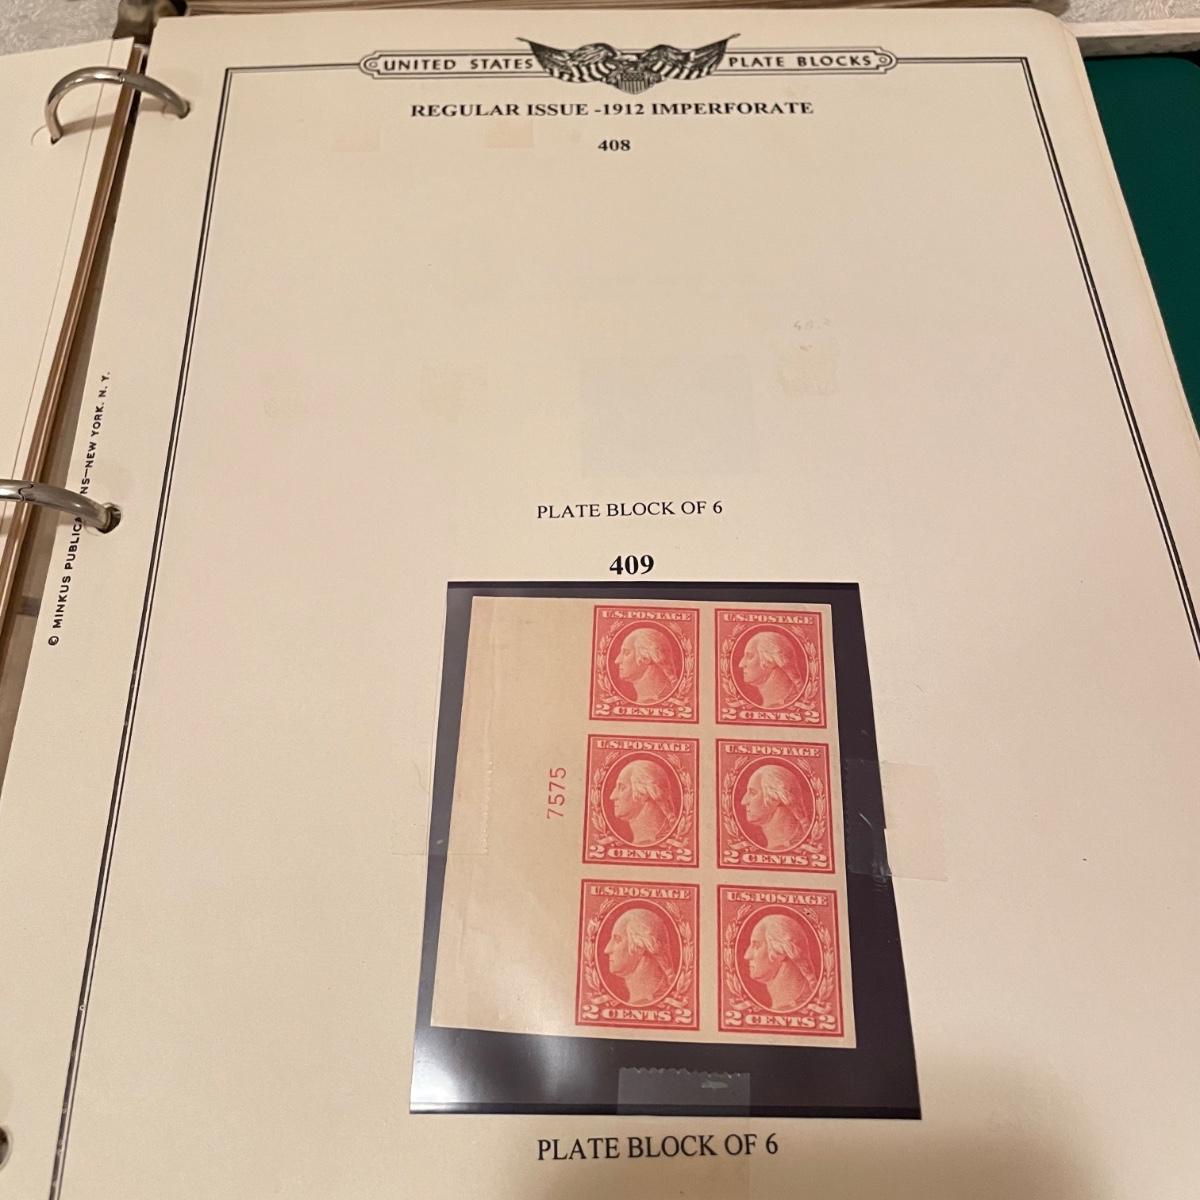 UNITED STATES PLATE BLOCKS
REGULAR ISSUE -1912 IMPERFORATE
408
PLATE BLOCK OF 6
409
U.S. POSTAGE
2 CENTS 2
U.S. POSTAGE
2 CENTS 2
7575
U.S. POSTAGE
2 CENTS 2
U.S. POSTAGE
2 CENTS 2
U.S. POSTAGE
2 CENTS 2
U.S. POSTAGE
2 CENTS 2
PLATE BLOCK OF 6
© MINKUS PUBLICA NS—NEW YORK. N. Y.